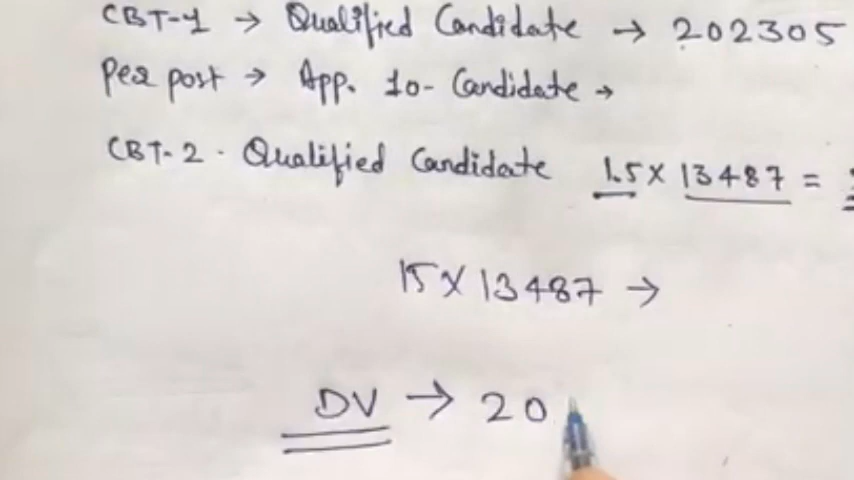 CBT-1 → Qualified Candidate → 202305
Per post → App. 10- Candidate →
CBT-2 - Qualified Candidate 1.5 X 13487 =
15 X 13487 →
DV → 20